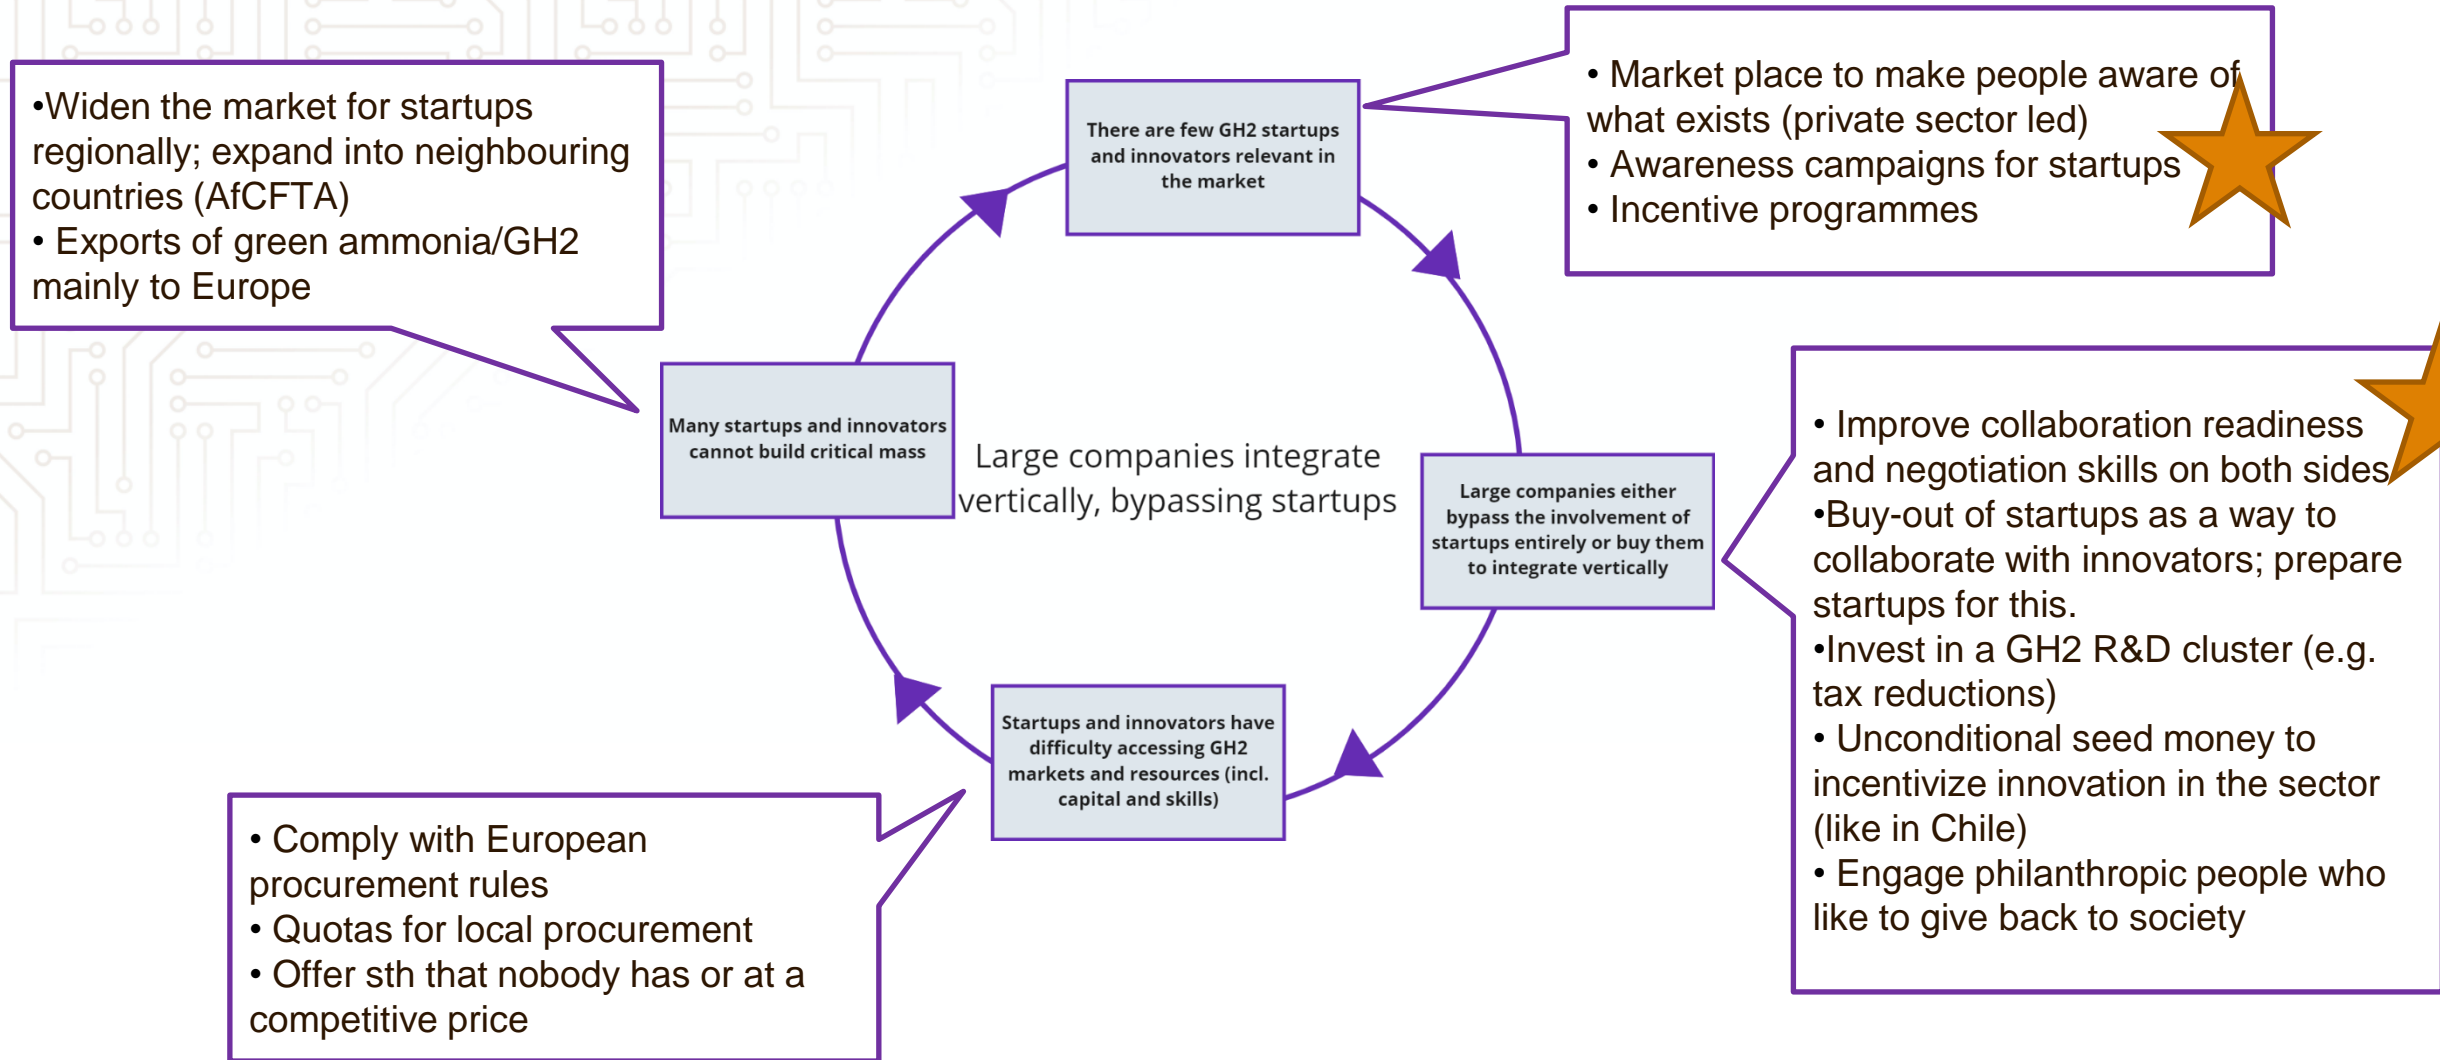 •Widen the market for startups
regionally; expand into neighbouring
countries (AfCFTA)
• Exports of green ammonia/GH2
mainly to Europe
There are few GH2 startups
and innovators relevant in
the market
• Market place to make people aware of
what exists (private sector led)
• Awareness campaigns for startups
• Incentive programmes
Many startups and innovators
cannot build critical mass
Large companies integrate
vertically, bypassing startups
Large companies either
bypass the involvement of
startups entirely or buy them
to integrate vertically
• Improve collaboration readiness
and negotiation skills on both sides
•Buy-out of startups as a way to
collaborate with innovators; prepare
startups for this.
•Invest in a GH2 R&D cluster (e.g.
tax reductions)
• Unconditional seed money to
incentivize innovation in the sector
(like in Chile)
• Engage philanthropic people who
like to give back to society
Startups and innovators have
difficulty accessing GH2
markets and resources (incl.
capital and skills)
• Comply with European
procurement rules
• Quotas for local procurement
• Offer sth that nobody has or at a
competitive price